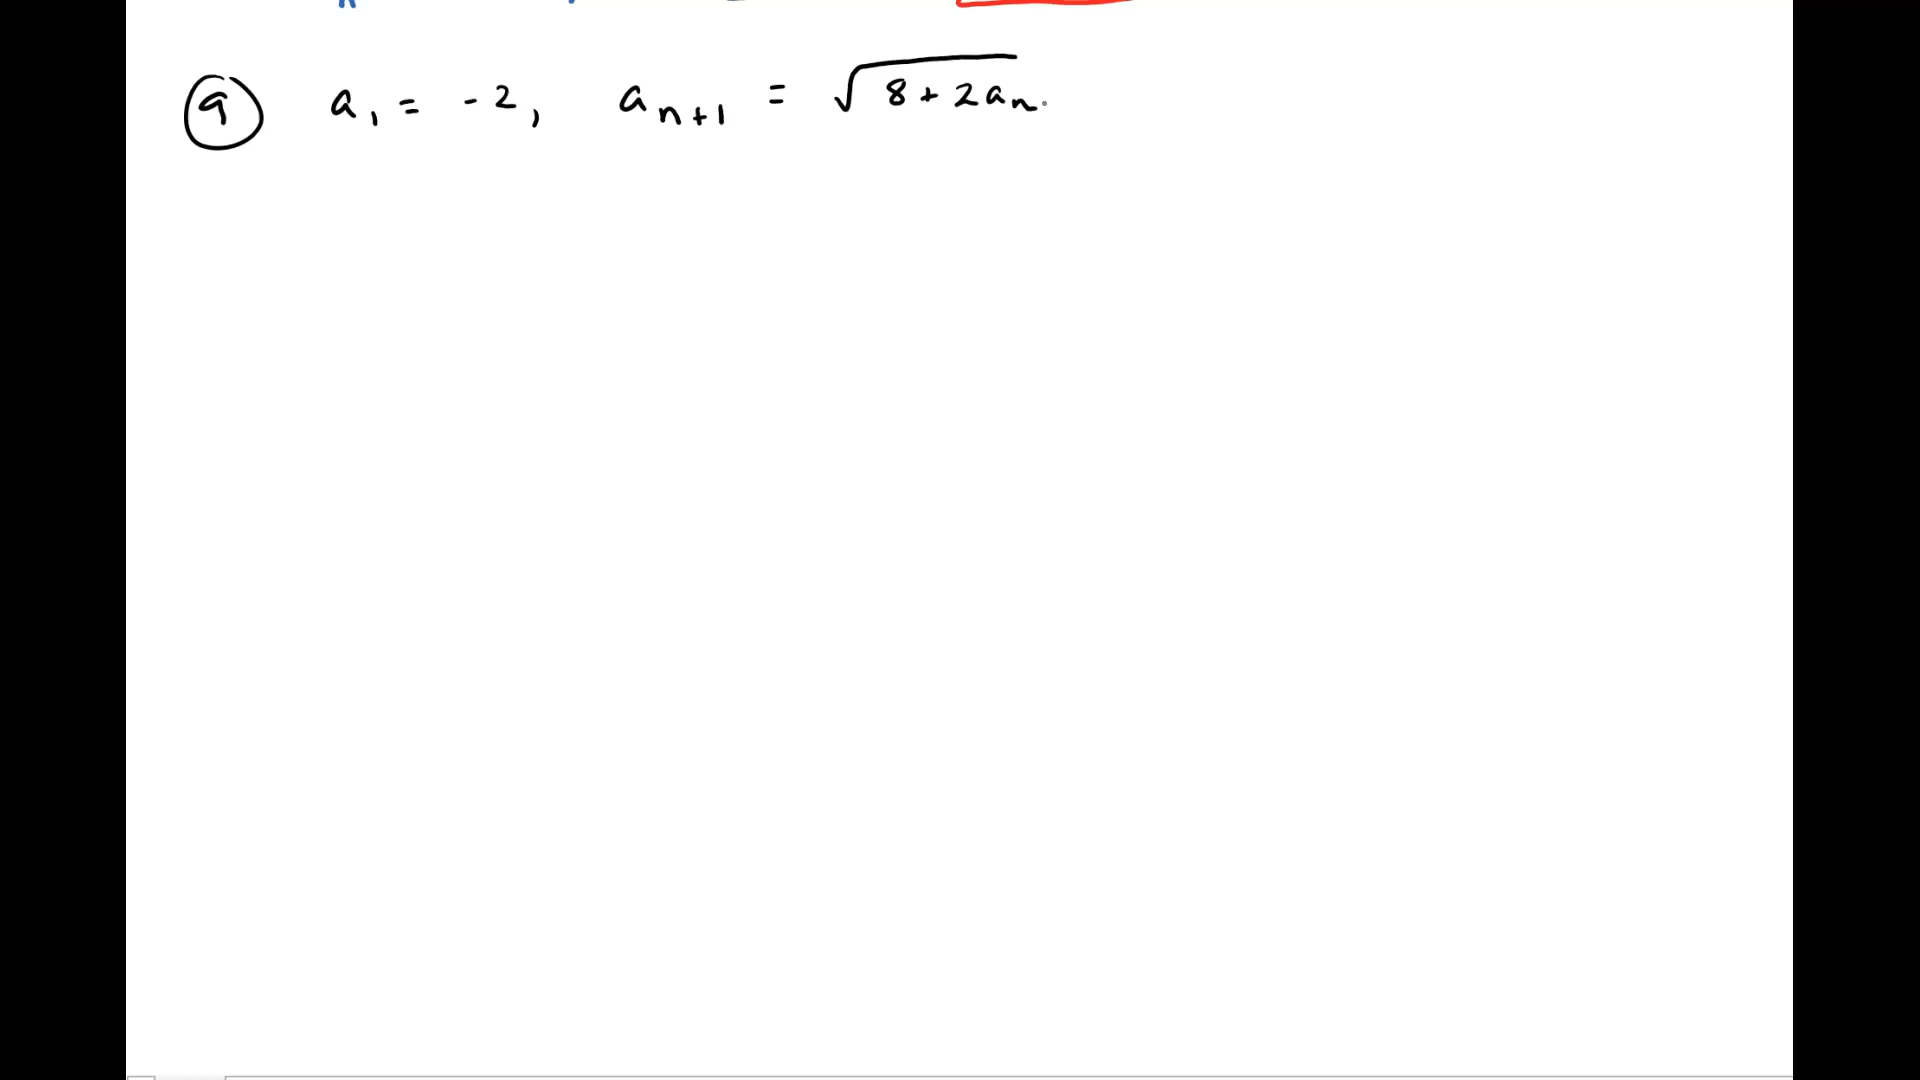 9 a₁ = -2, aₙ₊₁ = √(8 + 2aₙ)